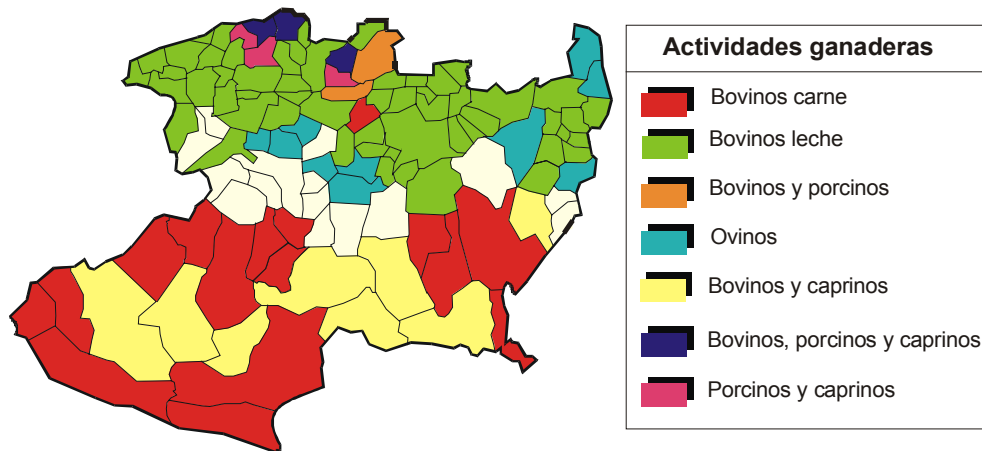 Actividades ganaderas
Bovinos carne
Bovinos leche
Bovinos y porcinos
Ovinos
Bovinos y caprinos
Bovinos, porcinos y caprinos
Porcinos y caprinos